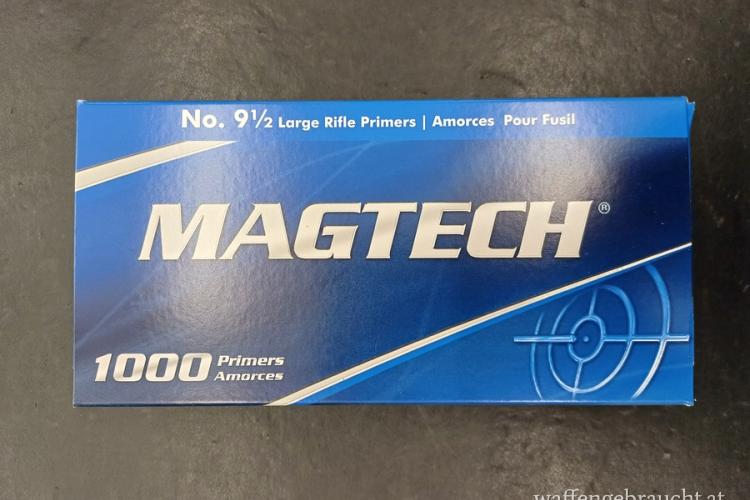 No. 9½ Large Rifle Primers | Amorces Pour Fusil
MAGTECH®
1000 Primers
Amorces
waffengebraucht.at